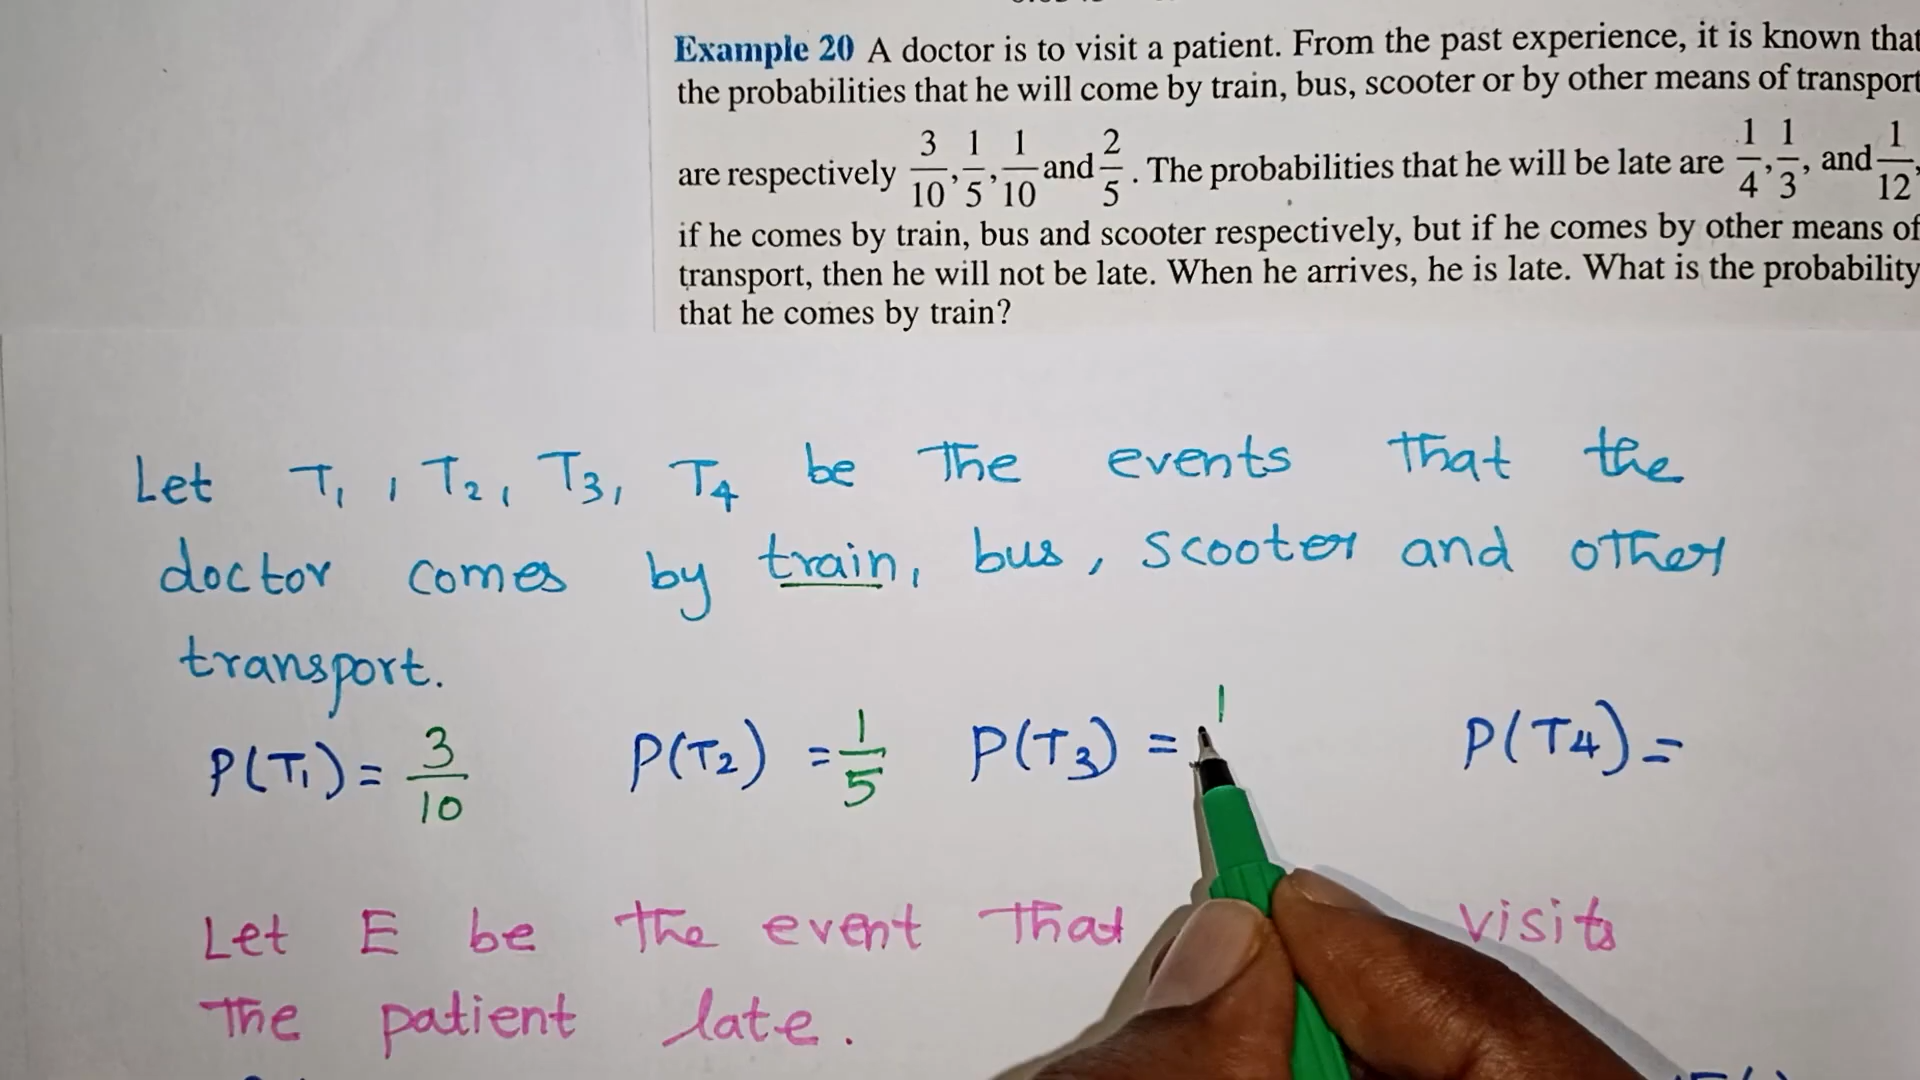 Example 20 A doctor is to visit a patient. From the past experience, it is known that
the probabilities that he will come by train, bus, scooter or by other means of transport
are respectively 3/10, 1/5, 1/10 and 2/5. The probabilities that he will be late are 1/4, 1/3, and 1/12,
if he comes by train, bus and scooter respectively, but if he comes by other means of
transport, then he will not be late. When he arrives, he is late. What is the probability
that he comes by train?
Let T₁, T₂, T₃, T₄ be the events that the
doctor comes by train, bus, scooter and other
transport.
P(T₁) = 3/10 P(T₂) = 1/5 P(T₃) = 1 P(T₄) =
Let E be the event that visits
the patient late.